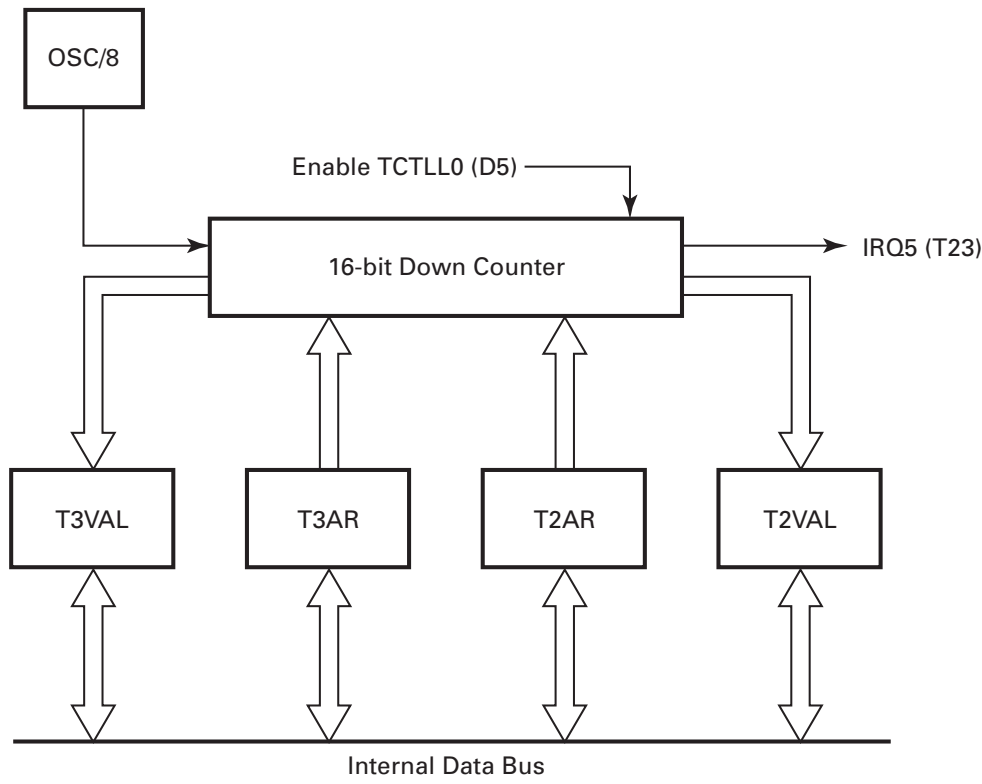 OSC/8
Enable TCTLL0 (D5)
16-bit Down Counter
IRQ5 (T23)
T3VAL
T3AR
T2AR
T2VAL
Internal Data Bus